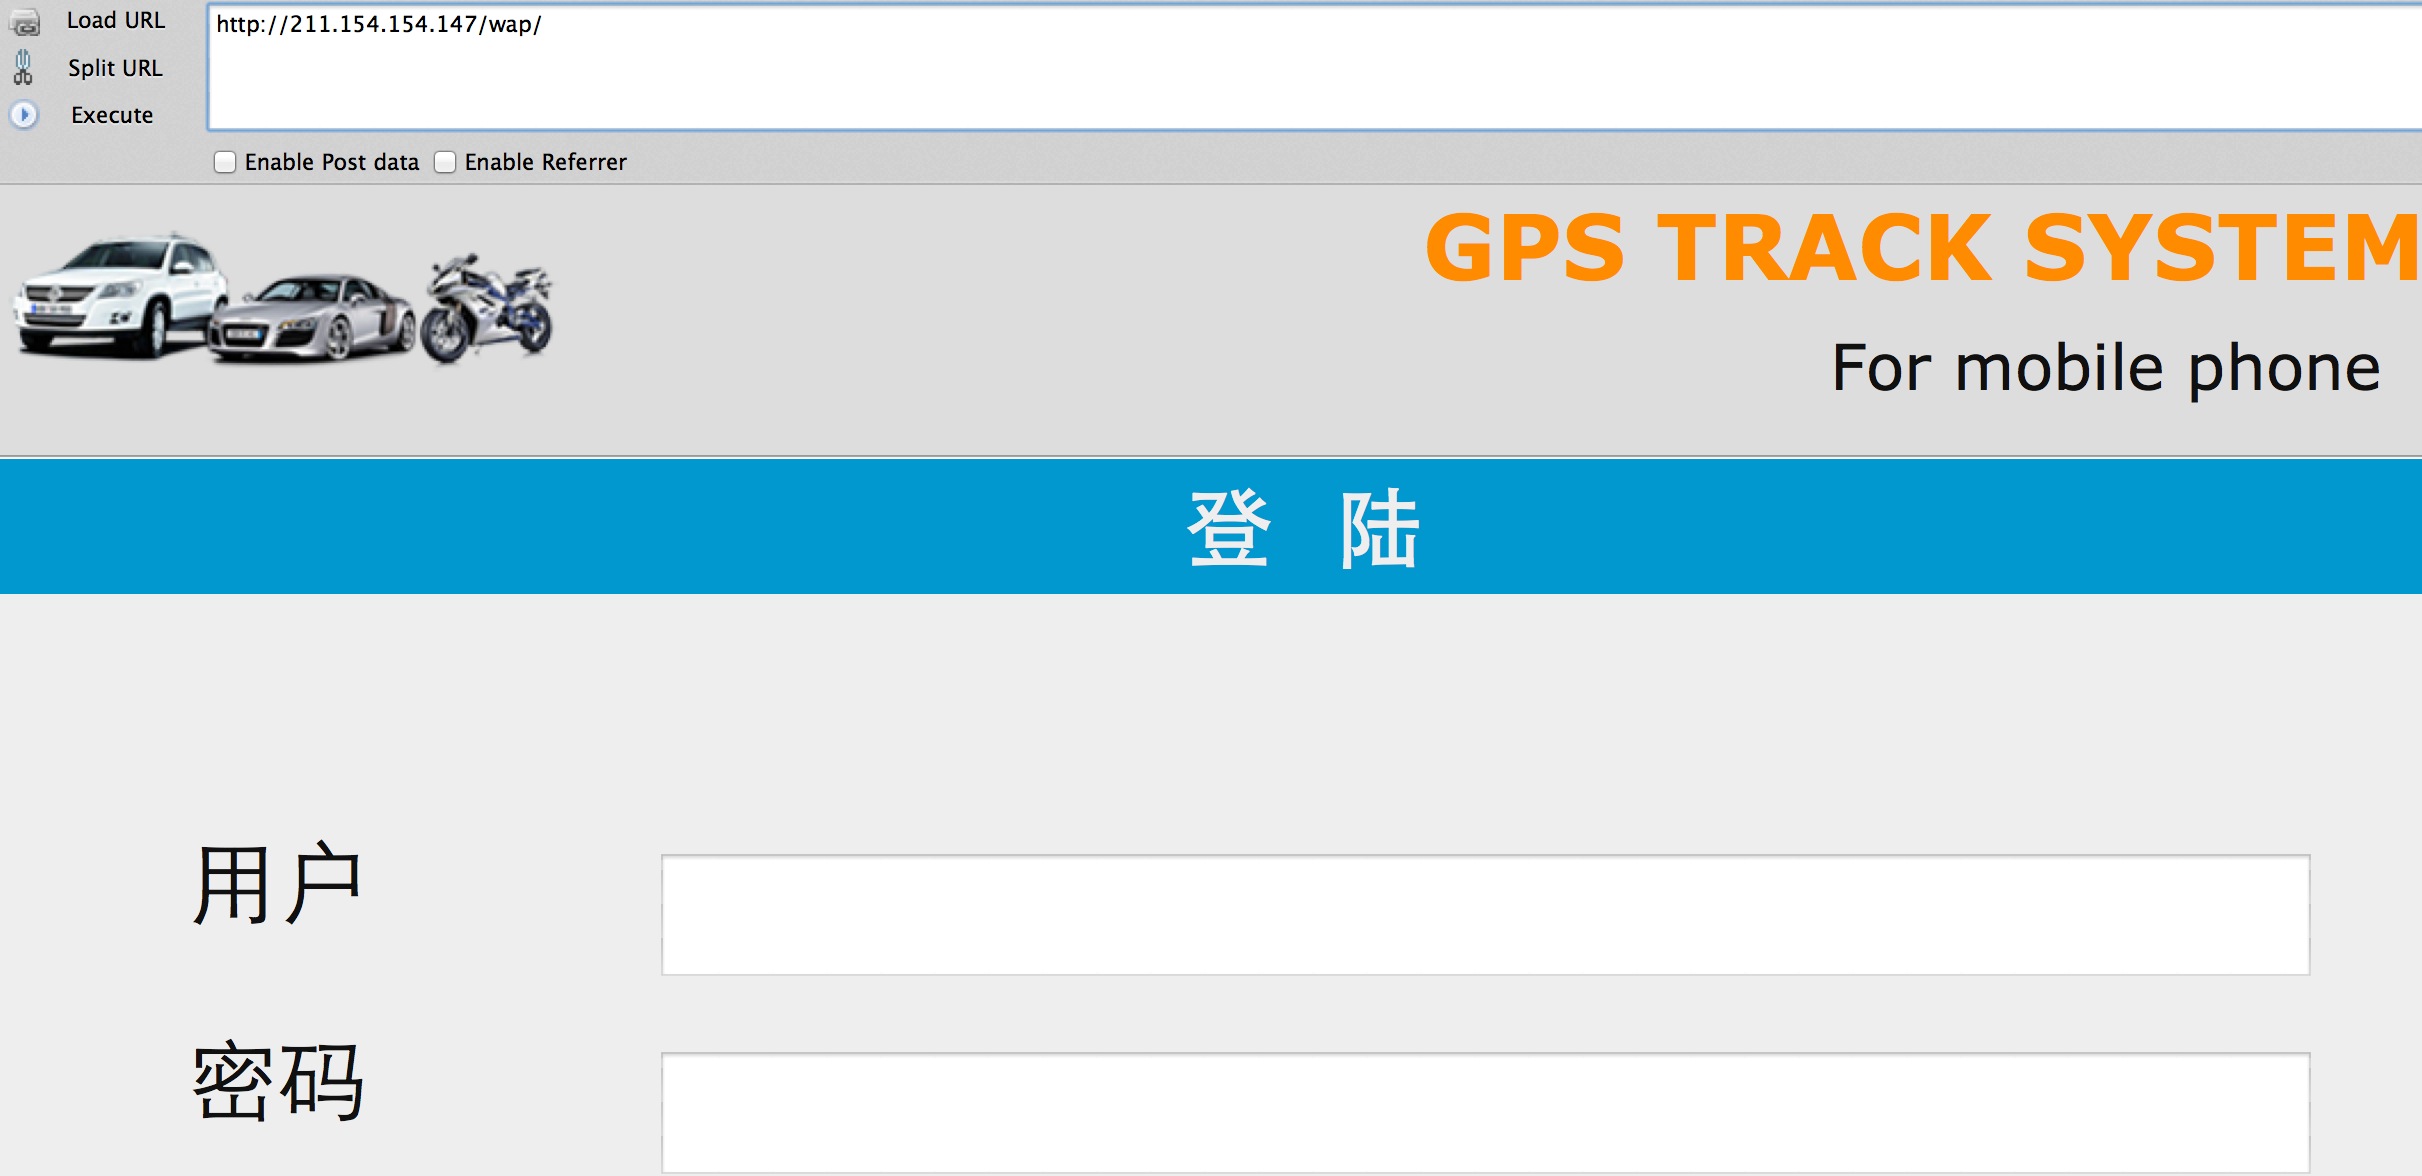 Load URL
http://211.154.154.147/wap/
Split URL
Execute
Enable Post data Enable Referrer
GPS TRACK SYSTEM
For mobile phone
登 陆
用户
密码